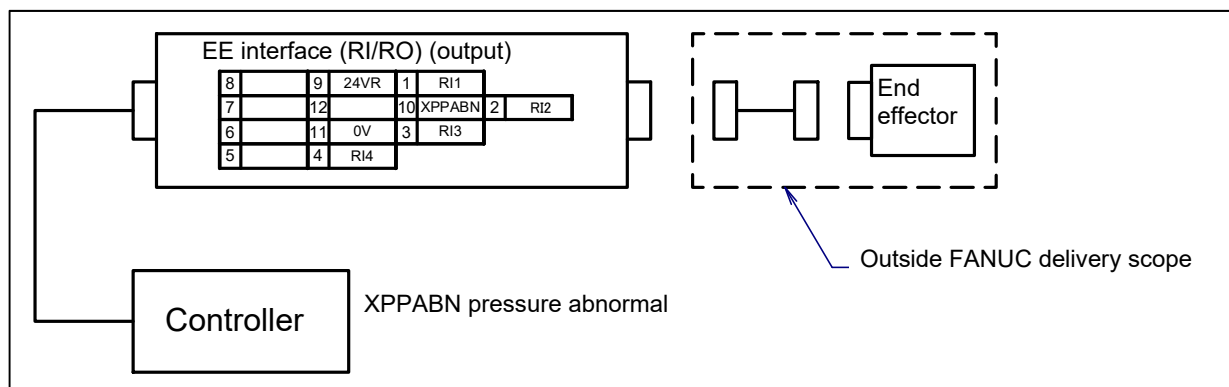 EE interface (RI/RO) (output)
8 9 24VR 1 RI1
7 12 10 XPPABN 2 RI2
6 11 0V 3 RI3
5 4 RI4
End
effector
Outside FANUC delivery scope
Controller
XPPABN pressure abnormal